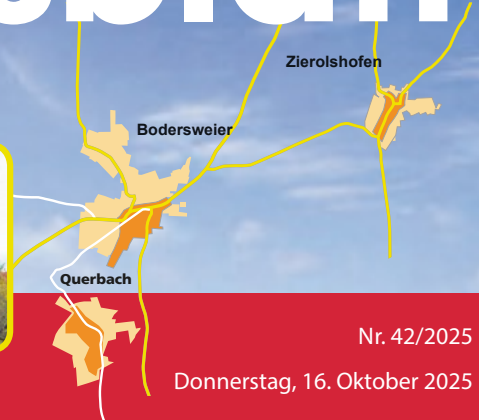 Zierolshofen
Bodersweier
Querbach
Nr. 42/2025
Donnerstag, 16. Oktober 2025